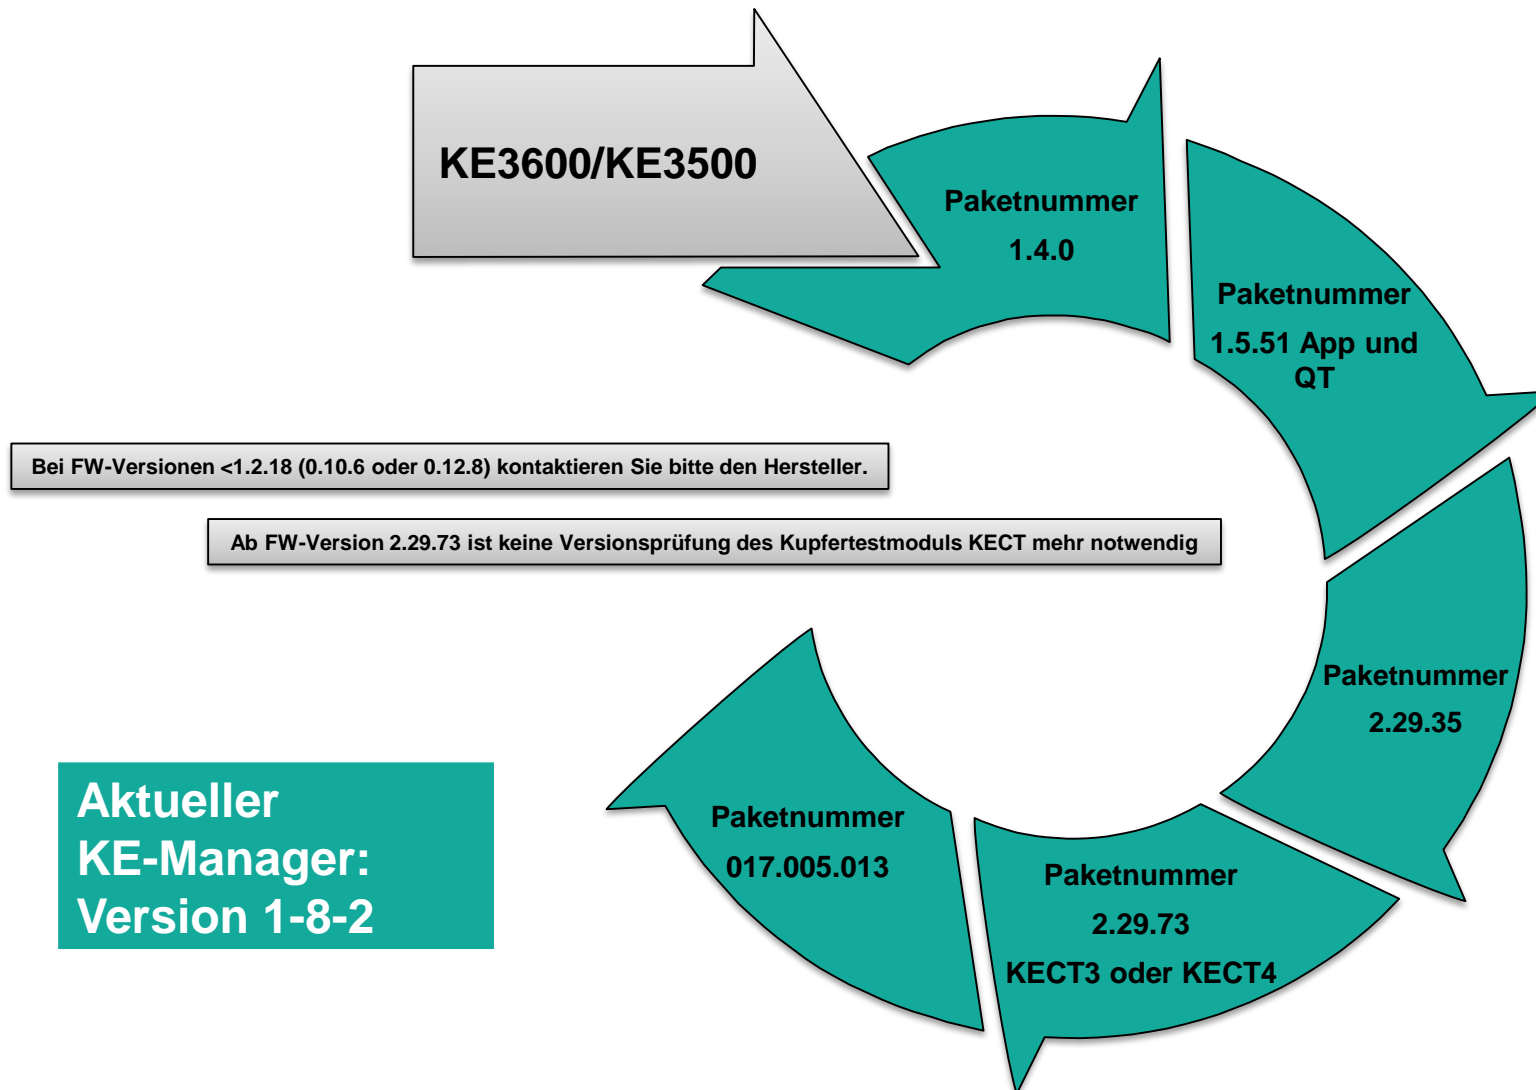 KE3600/KE3500
Paketnummer
1.4.0
Paketnummer
1.5.51 App und
QT
Bei FW-Versionen <1.2.18 (0.10.6 oder 0.12.8) kontaktieren Sie bitte den Hersteller.
Ab FW-Version 2.29.73 ist keine Versionsprüfung des Kupfertestmoduls KECT mehr notwendig
Paketnummer
2.29.35
Paketnummer
2.29.73
KECT3 oder KECT4
Paketnummer
017.005.013
Aktueller
KE-Manager:
Version 1-8-2